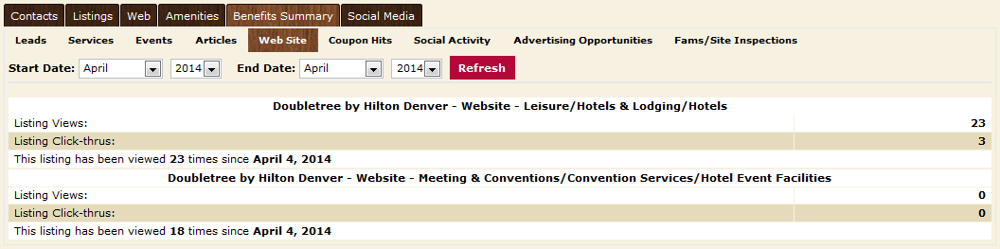 Contacts Listings Web Amenities Benefits Summary Social Media
Leads Services Events Articles Web Site Coupon Hits Social Activity Advertising Opportunities Fams/Site Inspections
Start Date: April 2014 End Date: April 2014 Refresh
Doubletree by Hilton Denver - Website - Leisure/Hotels & Lodging/Hotels
Listing Views: 23
Listing Click-thrus: 3
This listing has been viewed 23 times since April 4, 2014
Doubletree by Hilton Denver - Website - Meeting & Conventions/Convention Services/Hotel Event Facilities
Listing Views: 0
Listing Click-thrus: 0
This listing has been viewed 18 times since April 4, 2014